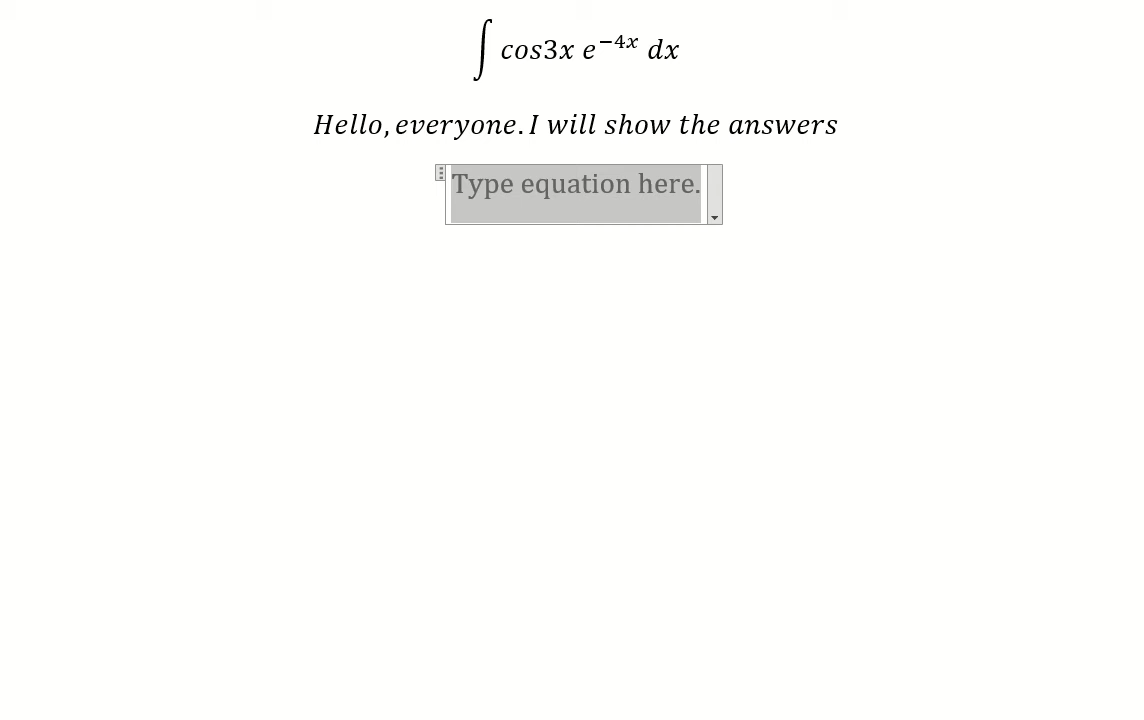 ∫ cos3x e⁻⁴ˣ dx
Hello, everyone. I will show the answers
Type equation here.